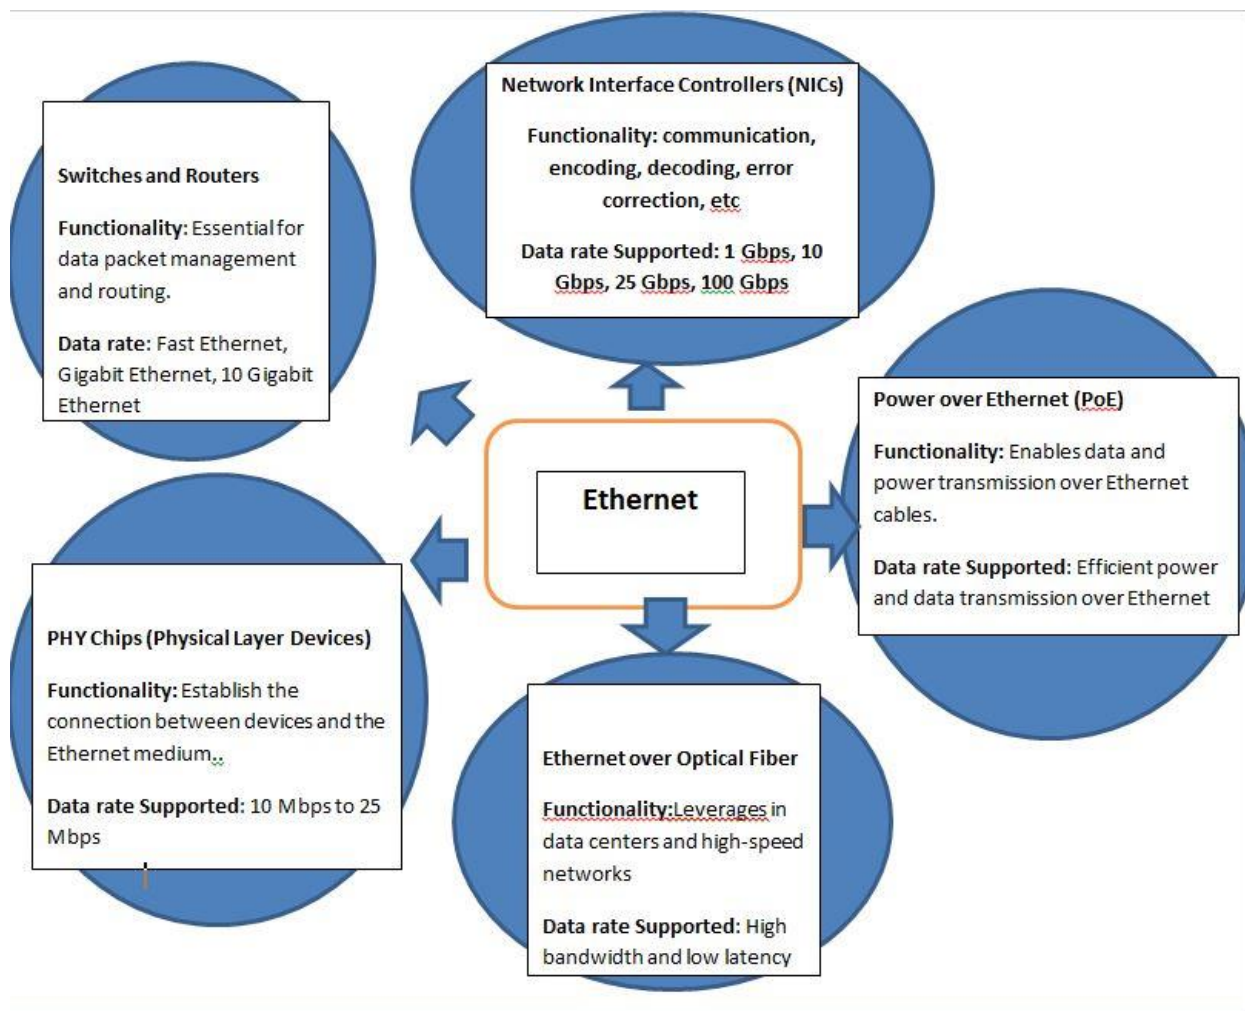 Network Interface Controllers (NICs)
Functionality: communication,
encoding, decoding, error
correction, etc
Data rate Supported: 1 Gbps, 10
Gbps, 25 Gbps, 100 Gbps
Switches and Routers
Functionality: Essential for
data packet management
and routing.
Data rate: Fast Ethernet,
Gigabit Ethernet, 10 Gigabit
Ethernet
Power over Ethernet (PoE)
Functionality: Enables data and
power transmission over Ethernet
cables.
Data rate Supported: Efficient power
and data transmission over Ethernet
Ethernet
PHY Chips (Physical Layer Devices)
Functionality: Establish the
connection between devices and the
Ethernet medium..
Data rate Supported: 10 Mbps to 25
Mbps
Ethernet over Optical Fiber
Functionality:Leverages in
data centers and high-speed
networks
Data rate Supported: High
bandwidth and low latency